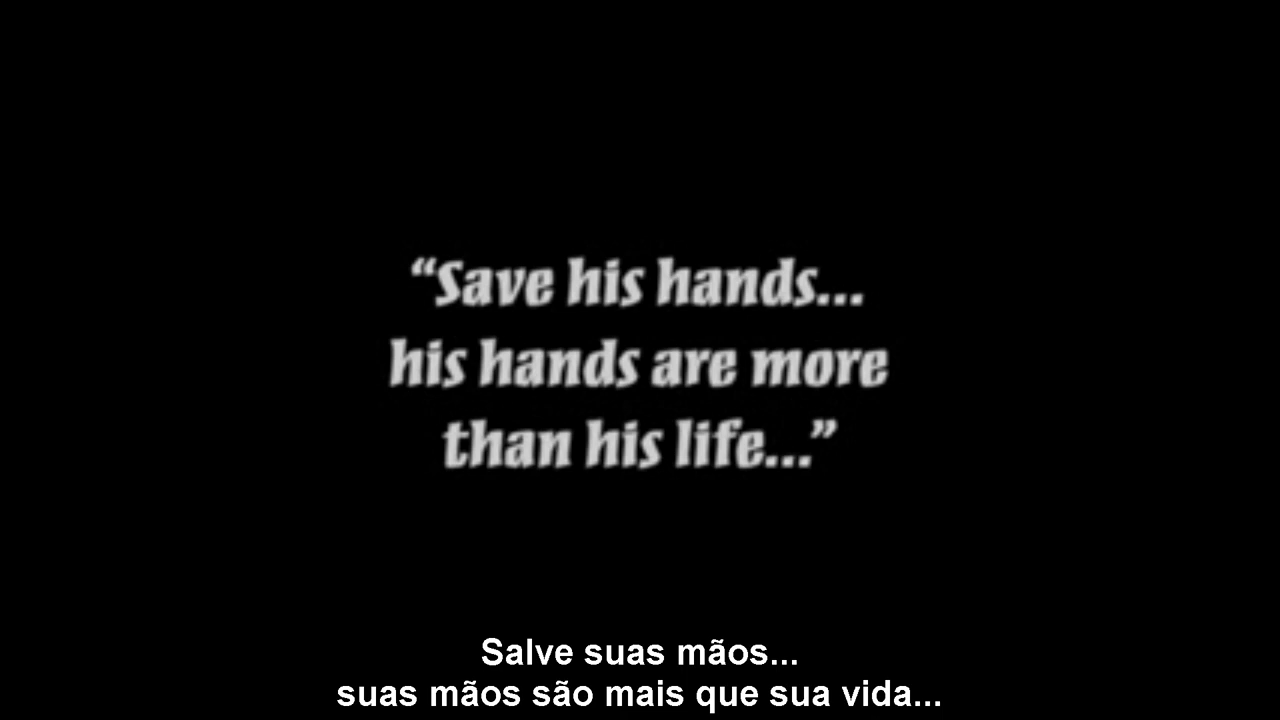 “Save his hands...
his hands are more
than his life...”
Salve suas mãos...
suas mãos são mais que sua vida...